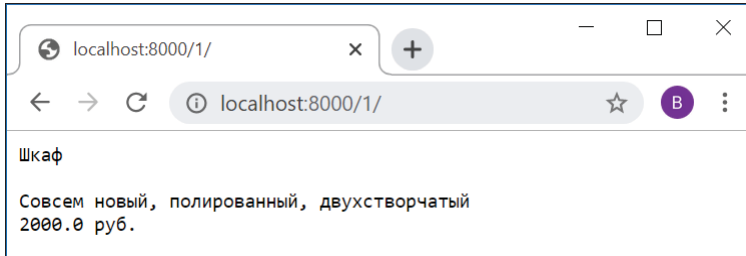 localhost:8000/1/
localhost:8000/1/
B
Шкаф
Совсем новый, полированный, двухстворчатый
2000.0 руб.